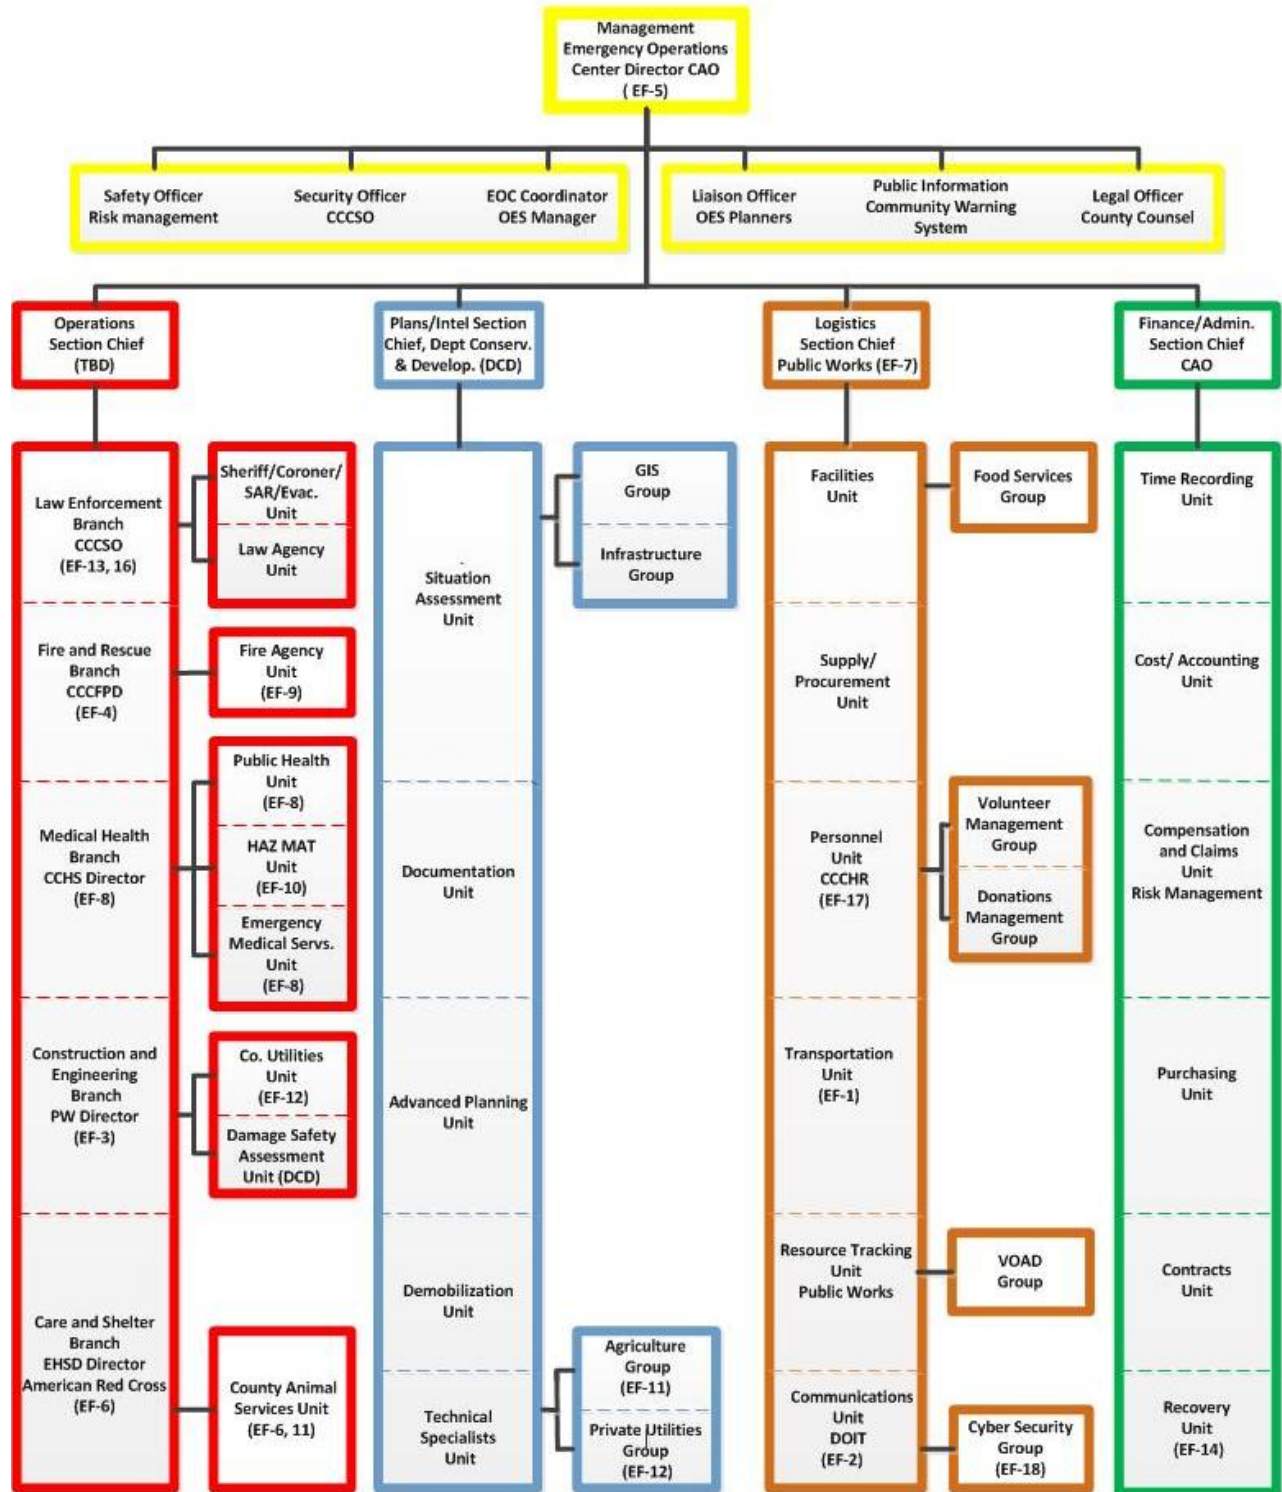 Management
Emergency Operations
Center Director CAO
( EF-5)
Safety Officer
Risk management
Security Officer
CCCSO
EOC Coordinator
OES Manager
Liaison Officer
OES Planners
Public Information
Community Warning
System
Legal Officer
County Counsel
Operations
Section Chief
(TBD)
Plans/Intel Section
Chief, Dept Conserv.
& Develop. (DCD)
Logistics
Section Chief
Public Works (EF-7)
Finance/Admin.
Section Chief
CAO
Law Enforcement
Branch
CCCSO
(EF-13, 16)
Sheriff/Coroner/
SAR/Evac.
Unit
Law Agency
Unit
Fire and Rescue
Branch
CCCFPD
(EF-4)
Fire Agency
Unit
(EF-9)
Medical Health
Branch
CCHS Director
(EF-8)
Public Health
Unit
(EF-8)
HAZ MAT
Unit
(EF-10)
Emergency
Medical Servs.
Unit
(EF-8)
Construction and
Engineering
Branch
PW Director
(EF-3)
Co. Utilities
Unit
(EF-12)
Damage Safety
Assessment
Unit (DCD)
Care and Shelter
Branch
EHSD Director
American Red Cross
(EF-6)
County Animal
Services Unit
(EF-6, 11)
Situation
Assessment
Unit
GIS
Group
Infrastructure
Group
Documentation
Unit
Advanced Planning
Unit
Demobilization
Unit
Technical
Specialists
Unit
Agriculture
Group
(EF-11)
Private Utilities
Group
(EF-12)
Facilities
Unit
Food Services
Group
Supply/
Procurement
Unit
Personnel
Unit
CCCHR
(EF-17)
Volunteer
Management
Group
Donations
Management
Group
Transportation
Unit
(EF-1)
Resource Tracking
Unit
Public Works
VOAD
Group
Communications
Unit
DOIT
(EF-2)
Cyber Security
Group
(EF-18)
Time Recording
Unit
Cost/ Accounting
Unit
Compensation
and Claims
Unit
Risk Management
Purchasing
Unit
Contracts
Unit
Recovery
Unit
(EF-14)